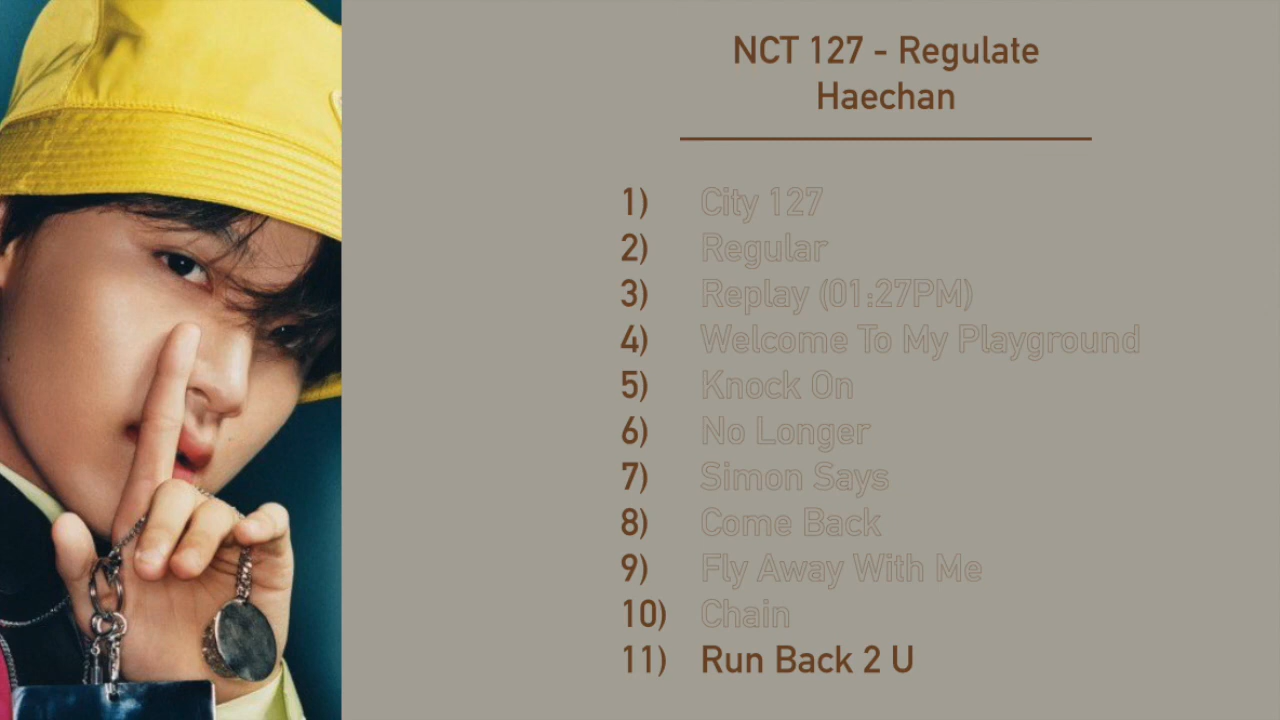 NCT 127 - Regulate
Haechan
1) City 127
2) Regular
3) Replay (01:27PM)
4) Welcome To My Playground
5) Knock On
6) No Longer
7) Simon Says
8) Come Back
9) Fly Away With Me
10) Chain
11) Run Back 2 U